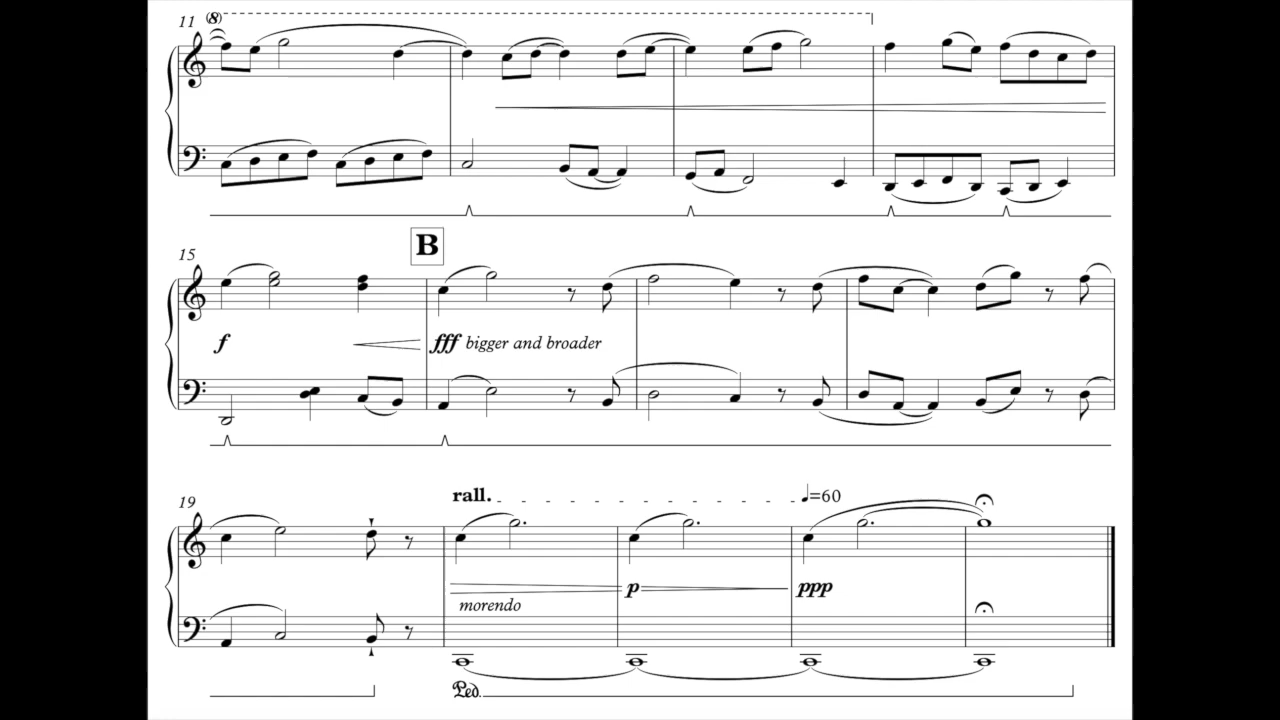 11 8
15 B
f fff bigger and broader
19 rall. ♩=60
p ppp
morendo
Ped.